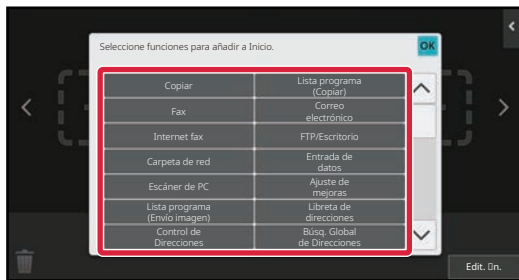 Seleccione funciones para añadir a Inicio.
OK
Copiar
Lista programa
(Copiar)
Fax
Correo
electrónico
Internet fax
FTP/Escritorio
Carpeta de red
Entrada de
datos
Escáner de PC
Ajuste de
mejoras
Lista programa
(Envío imagen)
Libreta de
direcciones
Control de
Direcciones
Búsq. Global
de Direcciones
Edit.